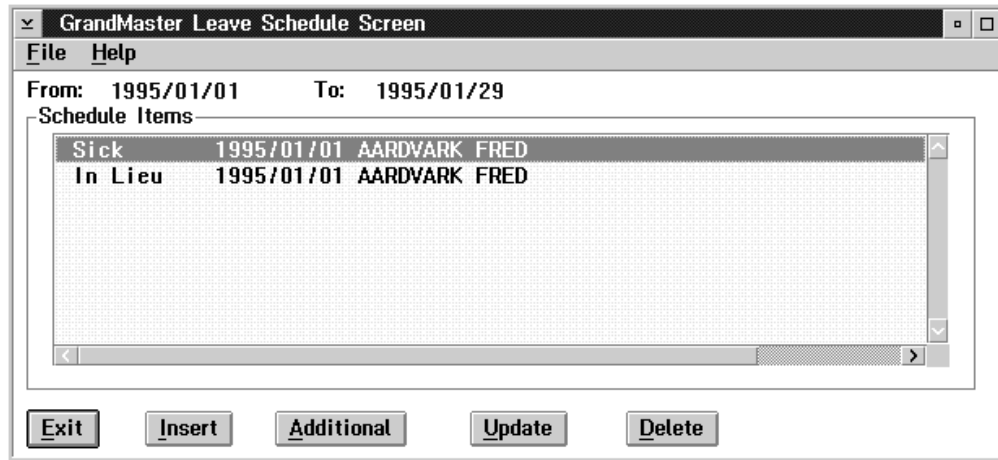 GrandMaster Leave Schedule Screen
File Help
From: 1995/01/01 To: 1995/01/29
Schedule Items
Sick 1995/01/01 AARDVARK FRED
In Lieu 1995/01/01 AARDVARK FRED
Exit Insert Additional Update Delete